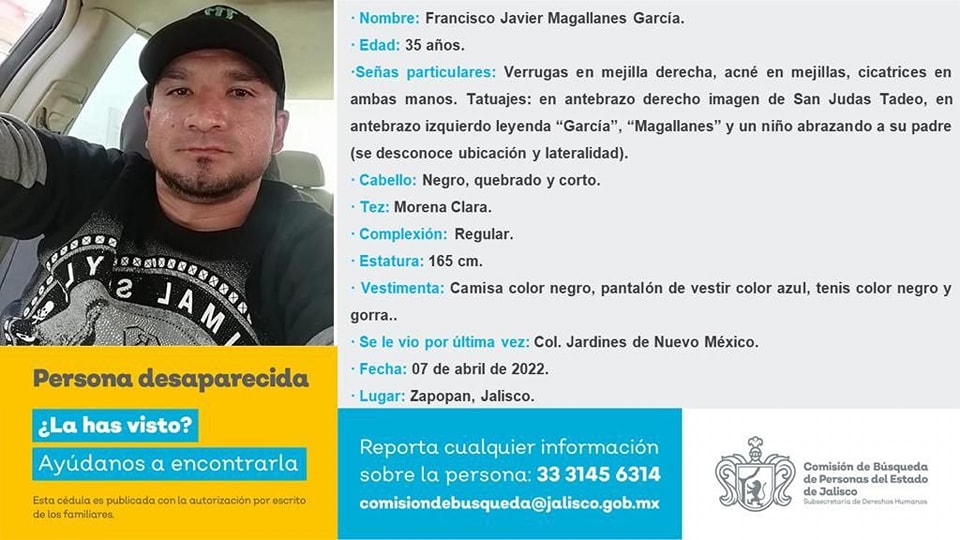 · Nombre: Francisco Javier Magallanes García.
· Edad: 35 años.
·Señas particulares: Verrugas en mejilla derecha, acné en mejillas, cicatrices en
ambas manos. Tatuajes: en antebrazo derecho imagen de San Judas Tadeo, en
antebrazo izquierdo leyenda “García”, “Magallanes” y un niño abrazando a su padre
(se desconoce ubicación y lateralidad).
· Cabello: Negro, quebrado y corto.
· Tez: Morena Clara.
· Complexión: Regular.
· Estatura: 165 cm.
· Vestimenta: Camisa color negro, pantalón de vestir color azul, tenis color negro y
gorra..
· Se le vio por última vez: Col. Jardines de Nuevo México.
· Fecha: 07 de abril de 2022.
· Lugar: Zapopan, Jalisco.
Persona desaparecida
¿La has visto?
Ayúdanos a encontrarla
Esta cédula es publicada con la autorización por escrito
de los familiares.
Reporta cualquier información
sobre la persona: 33 3145 6314
comisiondebusqueda@jalisco.gob.mx
Comisión de Búsqueda
de Personas del Estado
de Jalisco
Subsecretaría de Derechos Humanos